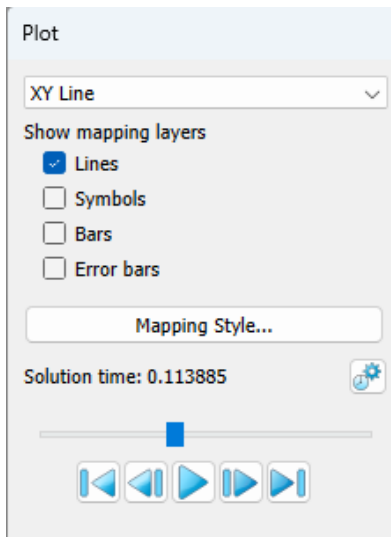 Plot
XY Line
Show mapping layers
Lines
Symbols
Bars
Error bars
Mapping Style...
Solution time: 0.113885